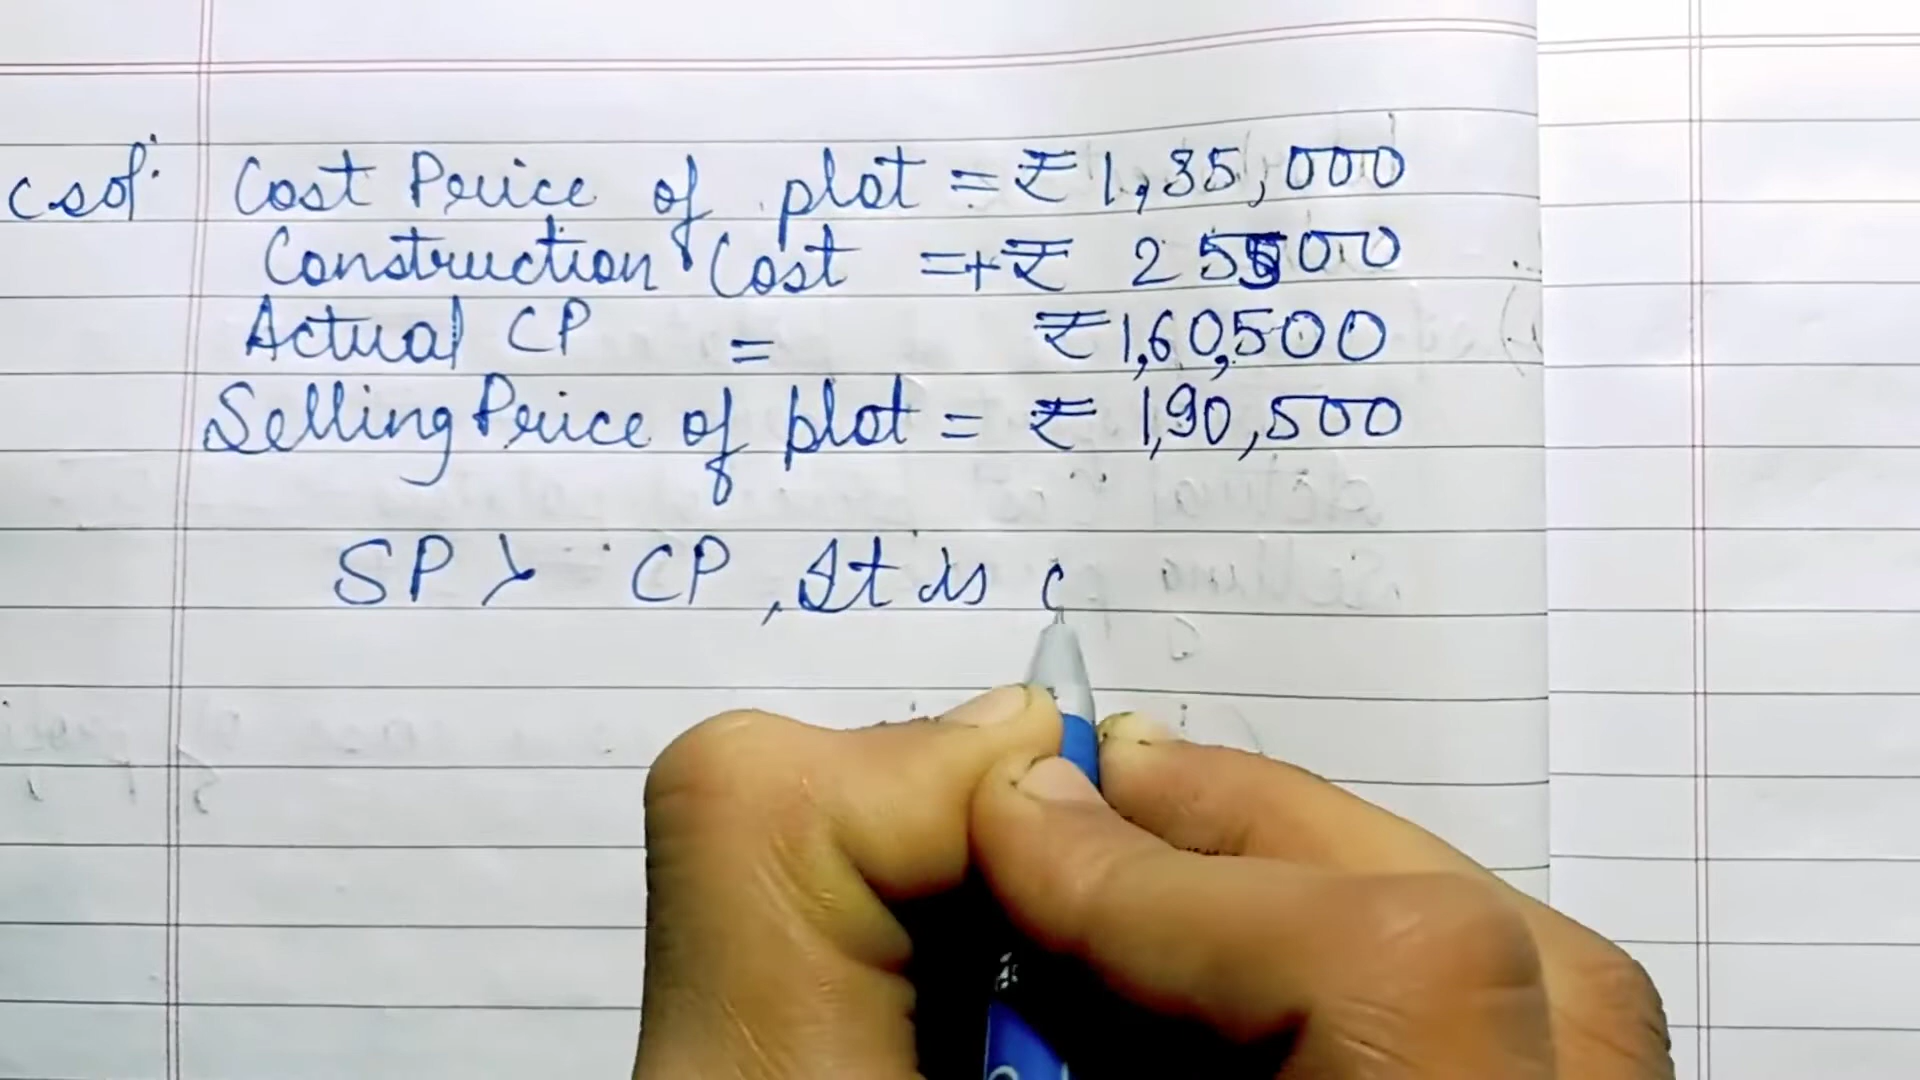 sol: Cost Price of plot = ₹ 1,35,000
Construction Cost = + ₹ 25500
Actual CP = ₹1,60,500
Selling Price of plot = ₹ 1,90,500
SP > CP, It is